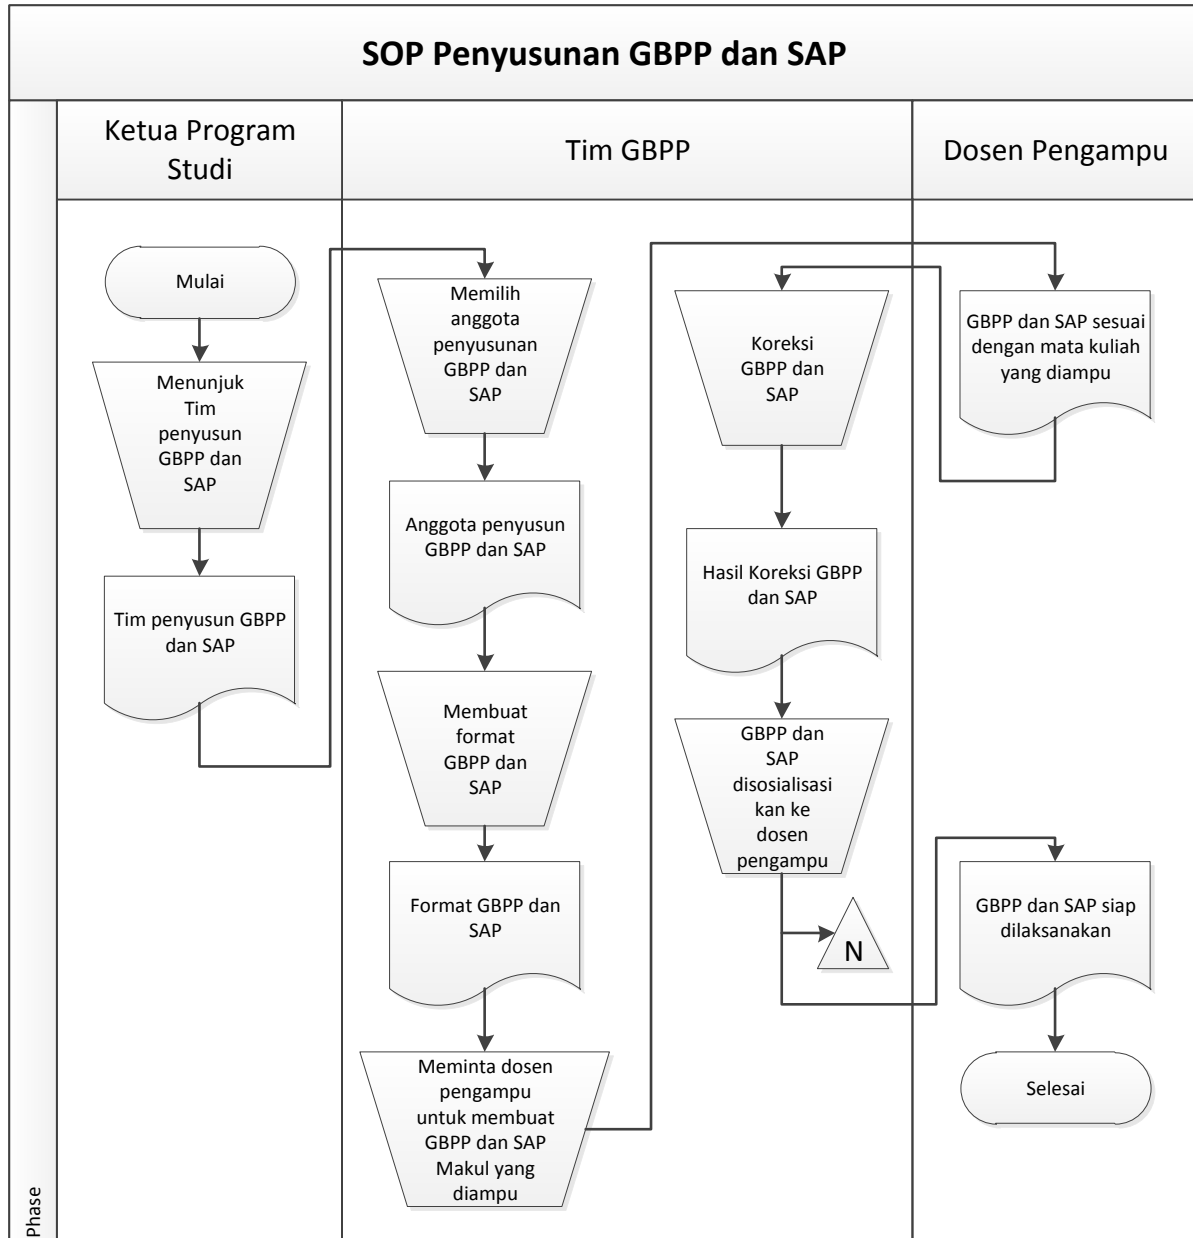 SOP Penyusunan GBPP dan SAP
Ketua Program
Studi
Tim GBPP
Dosen Pengampu
Mulai
Menunjuk
Tim
penyusun
GBPP dan
SAP
Tim penyusun GBPP
dan SAP
Memilih
anggota
penyusunan
GBPP dan
SAP
Anggota penyusun
GBPP dan SAP
Membuat
format
GBPP dan
SAP
Format GBPP dan
SAP
Meminta dosen
pengampu
untuk membuat
GBPP dan SAP
Makul yang
diampu
Koreksi
GBPP dan
SAP
Hasil Koreksi GBPP
dan SAP
GBPP dan
SAP
disosialisasi
kan ke
dosen
pengampu
N
GBPP dan SAP sesuai
dengan mata kuliah
yang diampu
GBPP dan SAP siap
dilaksanakan
Selesai
Phase